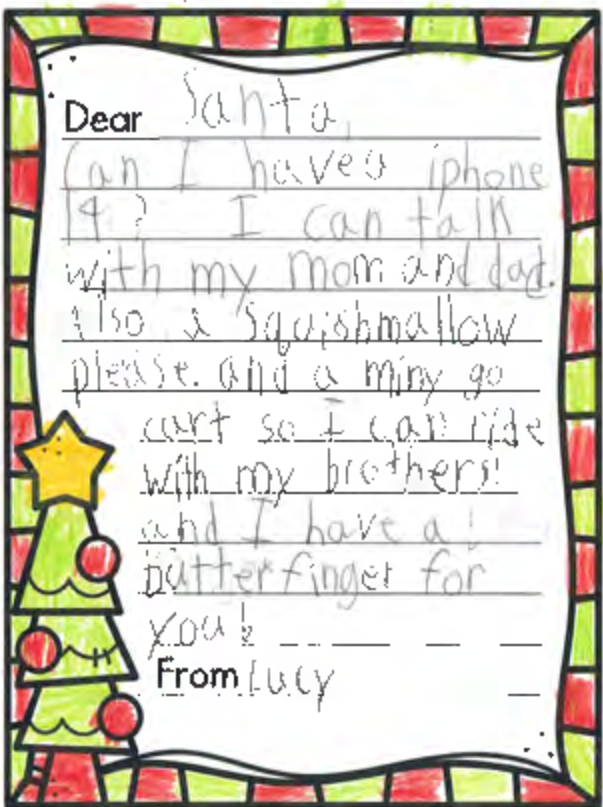 Dear Santa,
Can I have a iphone
14? I can talk
with my mom and dad.
Also a Squishmallow
please. and a miny go
cart so I can ride
with my brothers!
and I have a
Butterfinger for
you!
From Lucy